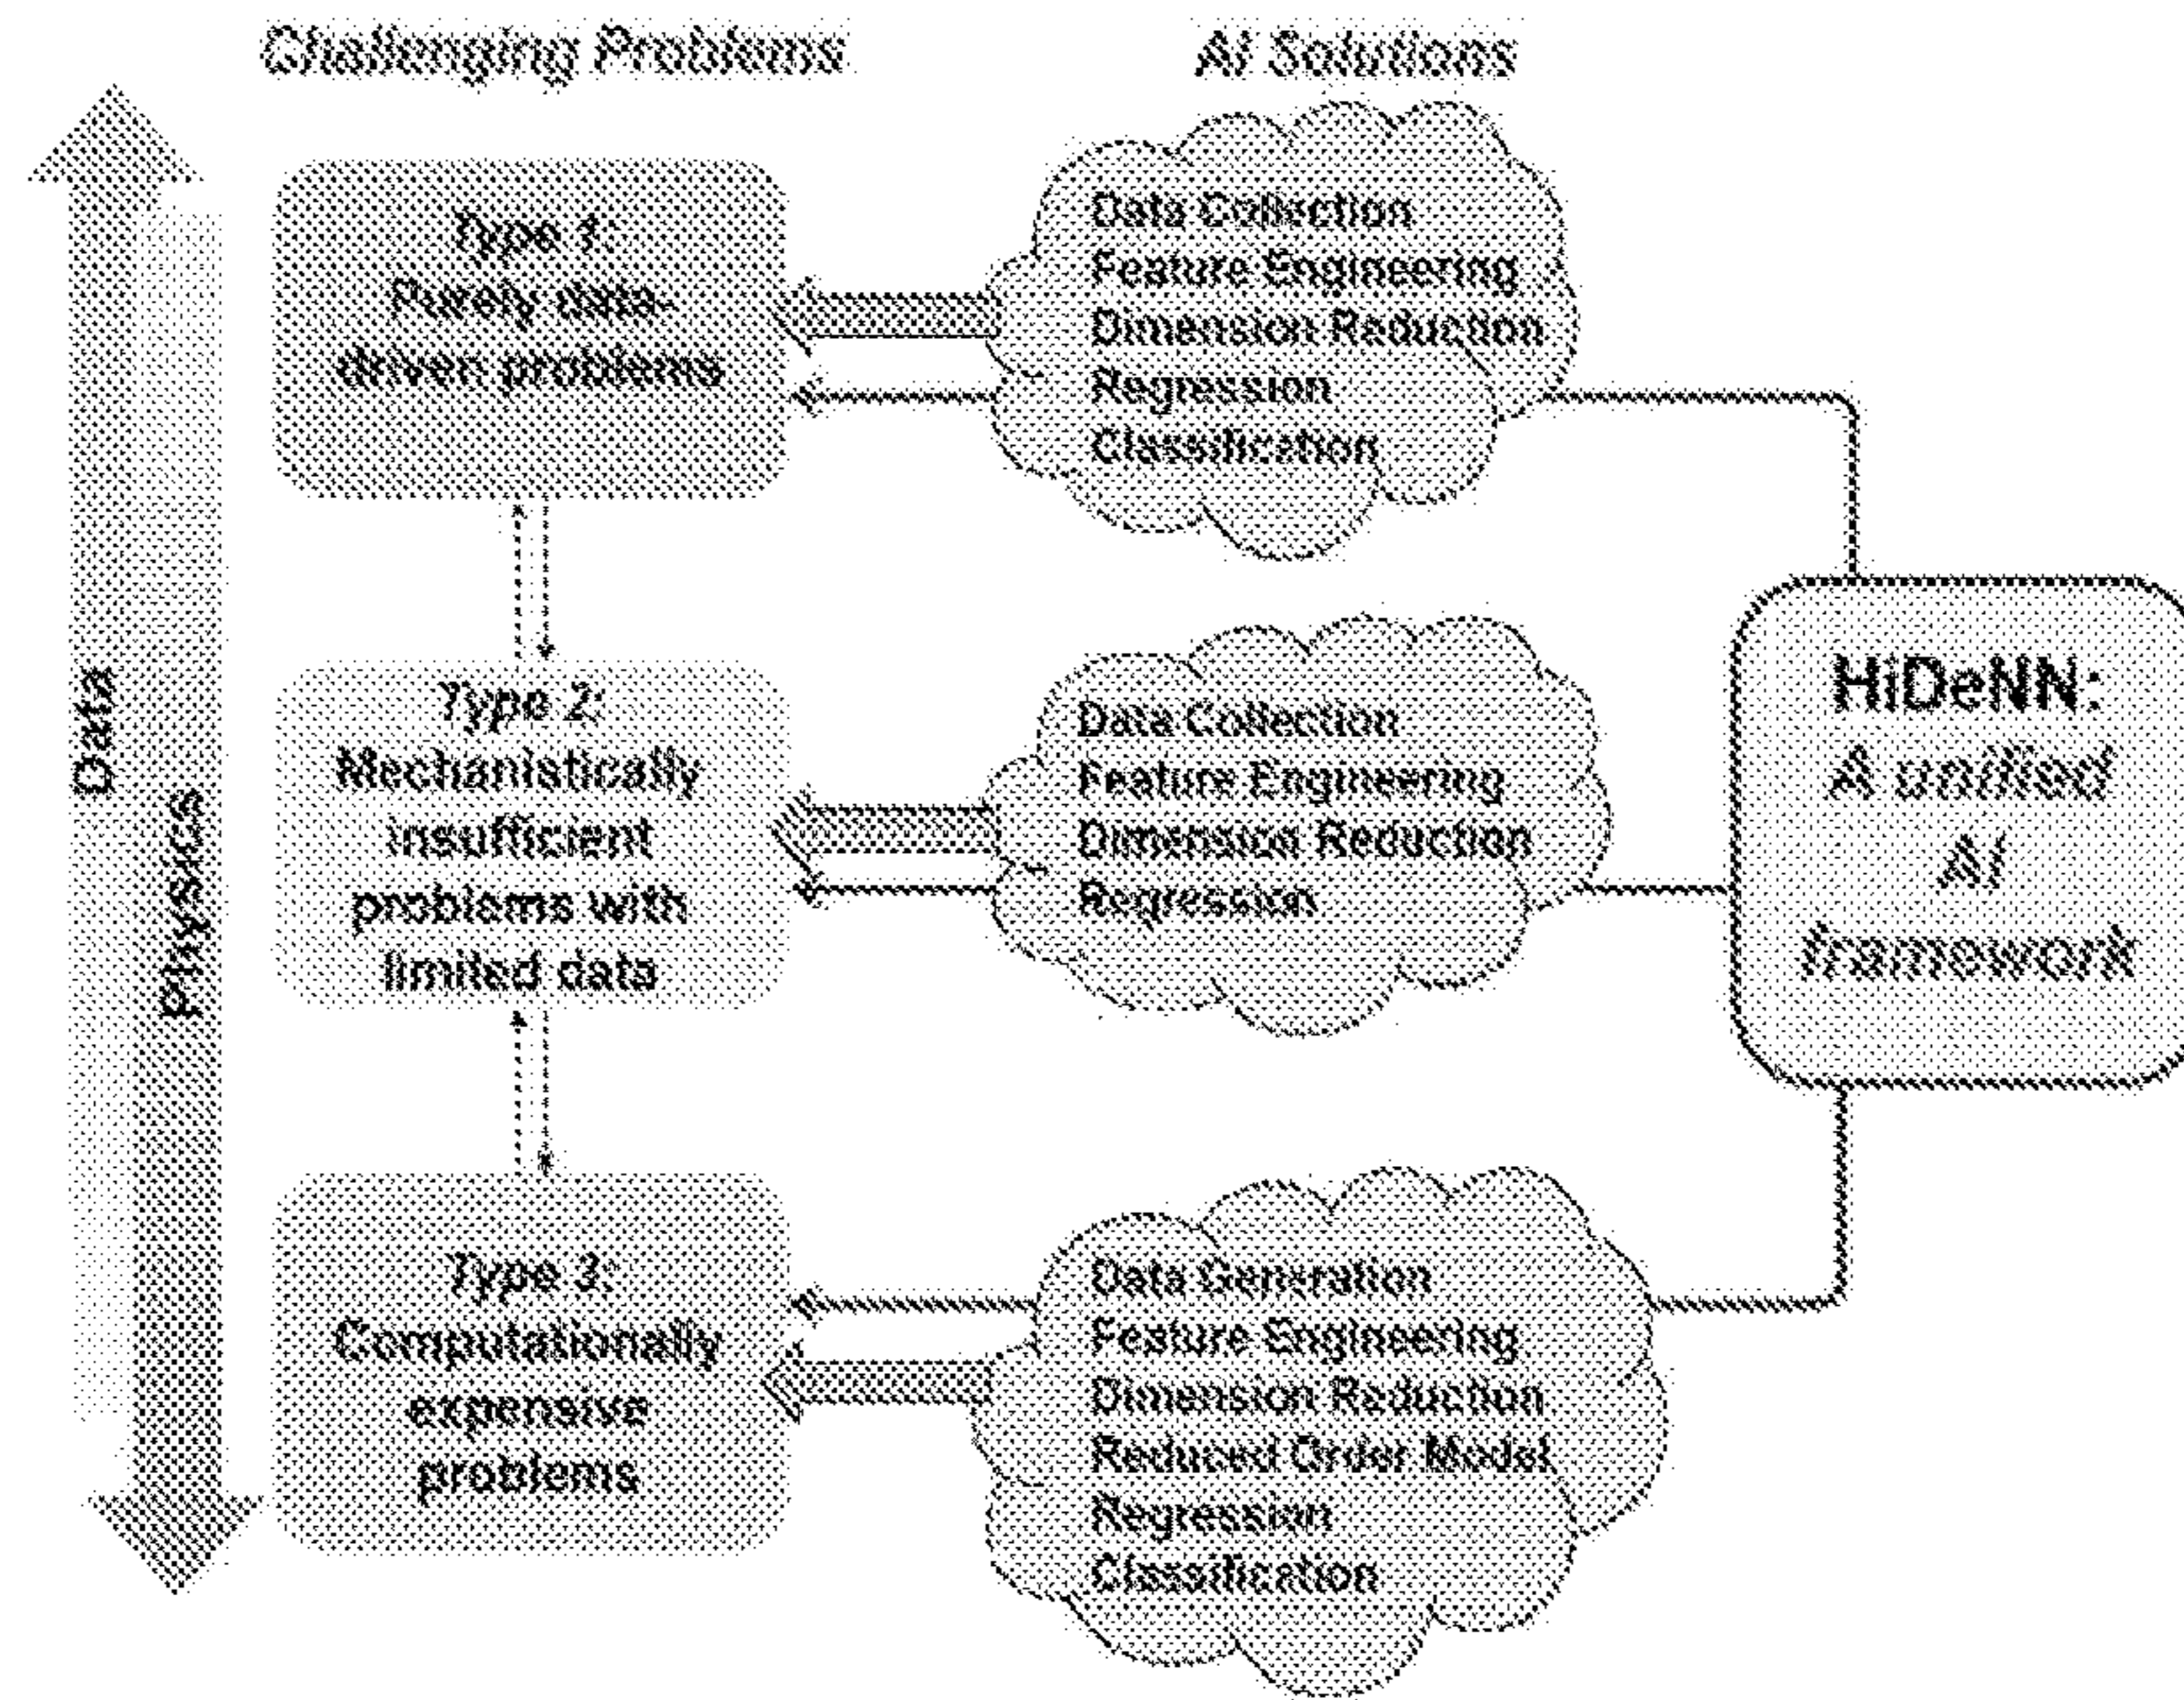 Challenging Problems
AI Solutions
Data
Physics
Type 1:
Purely data-
driven problems
Data Collection
Feature Engineering
Dimension Reduction
Regression
Classification
Type 2:
Mechanistically
insufficient
problems with
limited data
Data Collection
Feature Engineering
Dimension Reduction
Regression
HiDeNN:
A unified
AI
framework
Type 3:
Computationally
expensive
problems
Data Generation
Feature Engineering
Dimension Reduction
Reduced Order Model
Regression
Classification